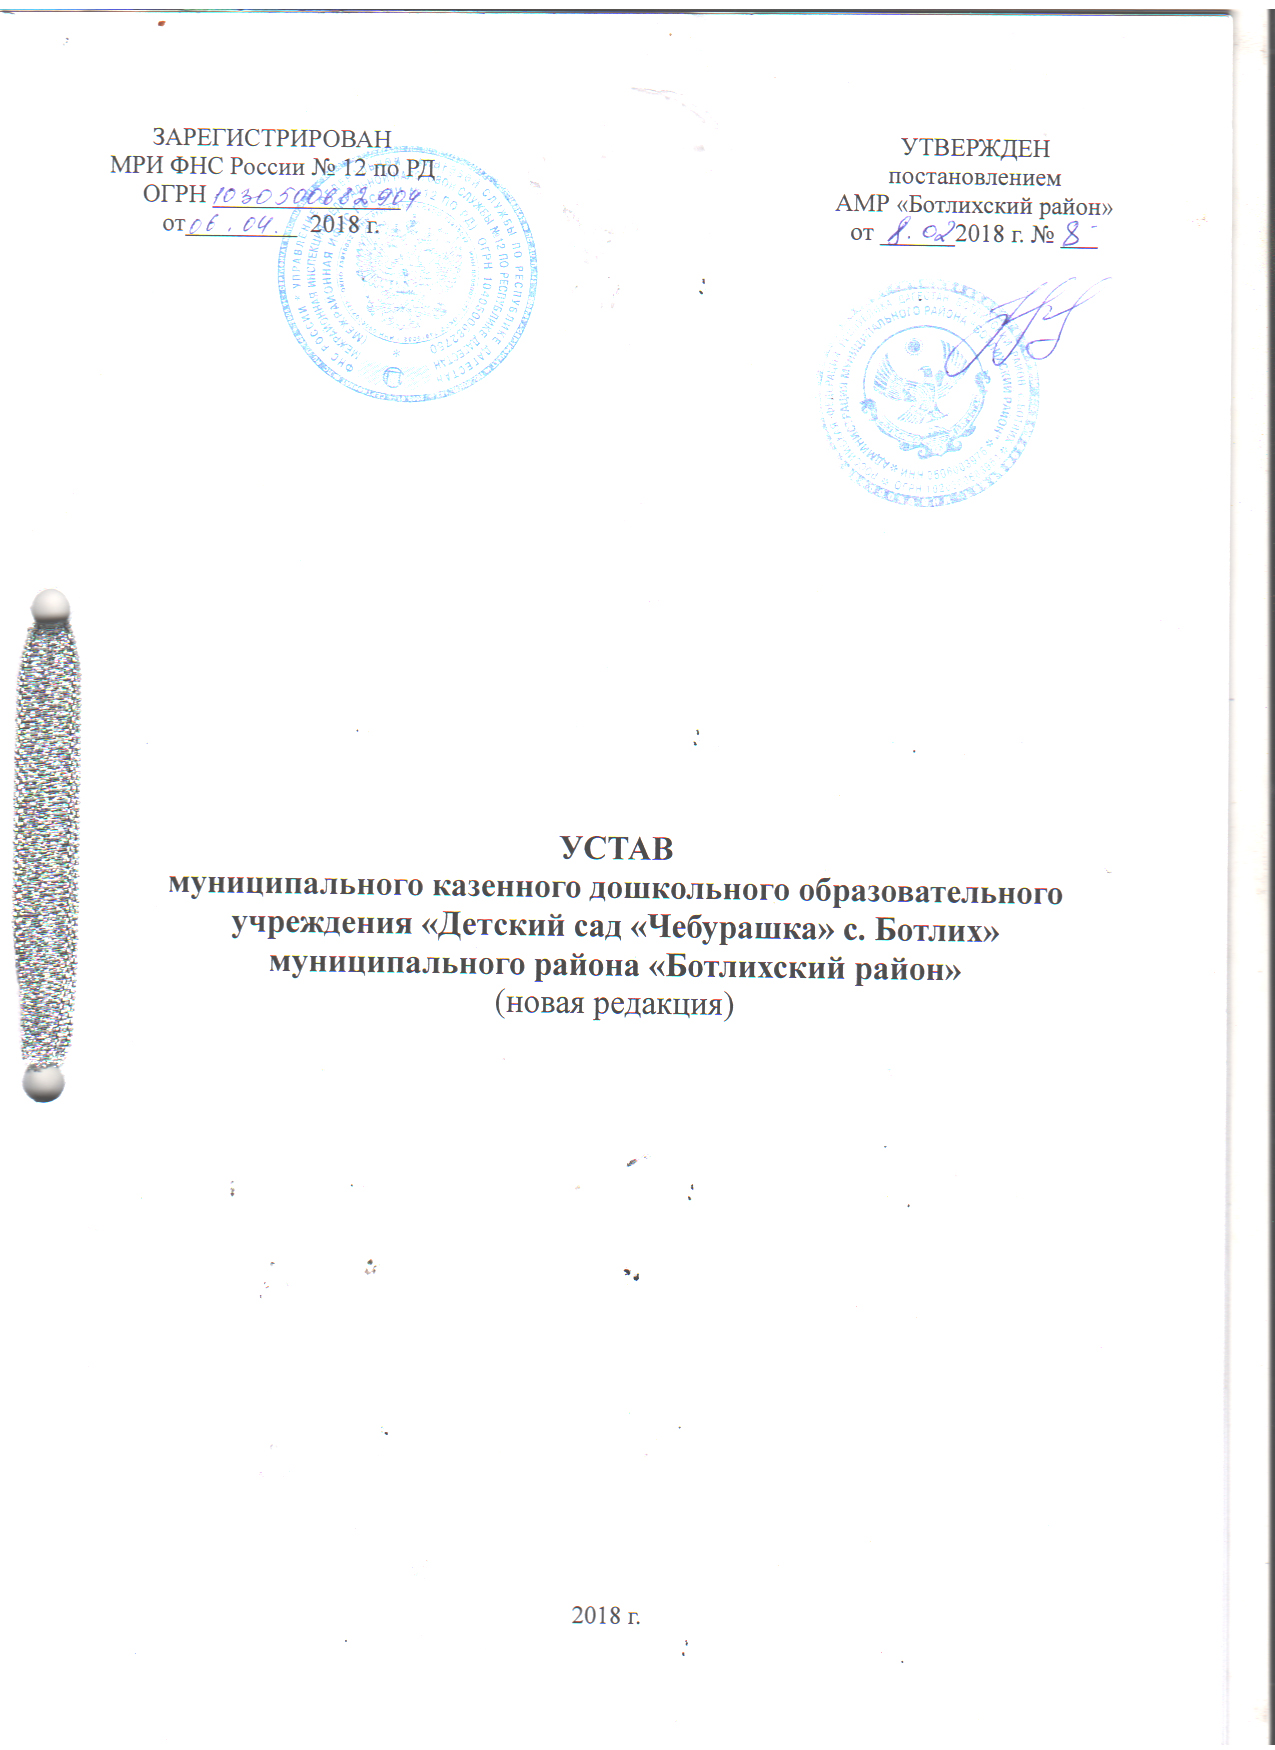 ЗАРЕГИСТРИРОВАН
МРИ ФНС России № 12 по РД
ОГРН 1030500682904
от 06.04. 2018 г.
УТВЕРЖДЕН
постановлением
АМР «Ботлихский район»
от 8.02 2018 г. № 8
УСТАВ
муниципального казенного дошкольного образовательного
учреждения «Детский сад «Чебурашка» с. Ботлих»
муниципального района «Ботлихский район»
(новая редакция)
2018 г.